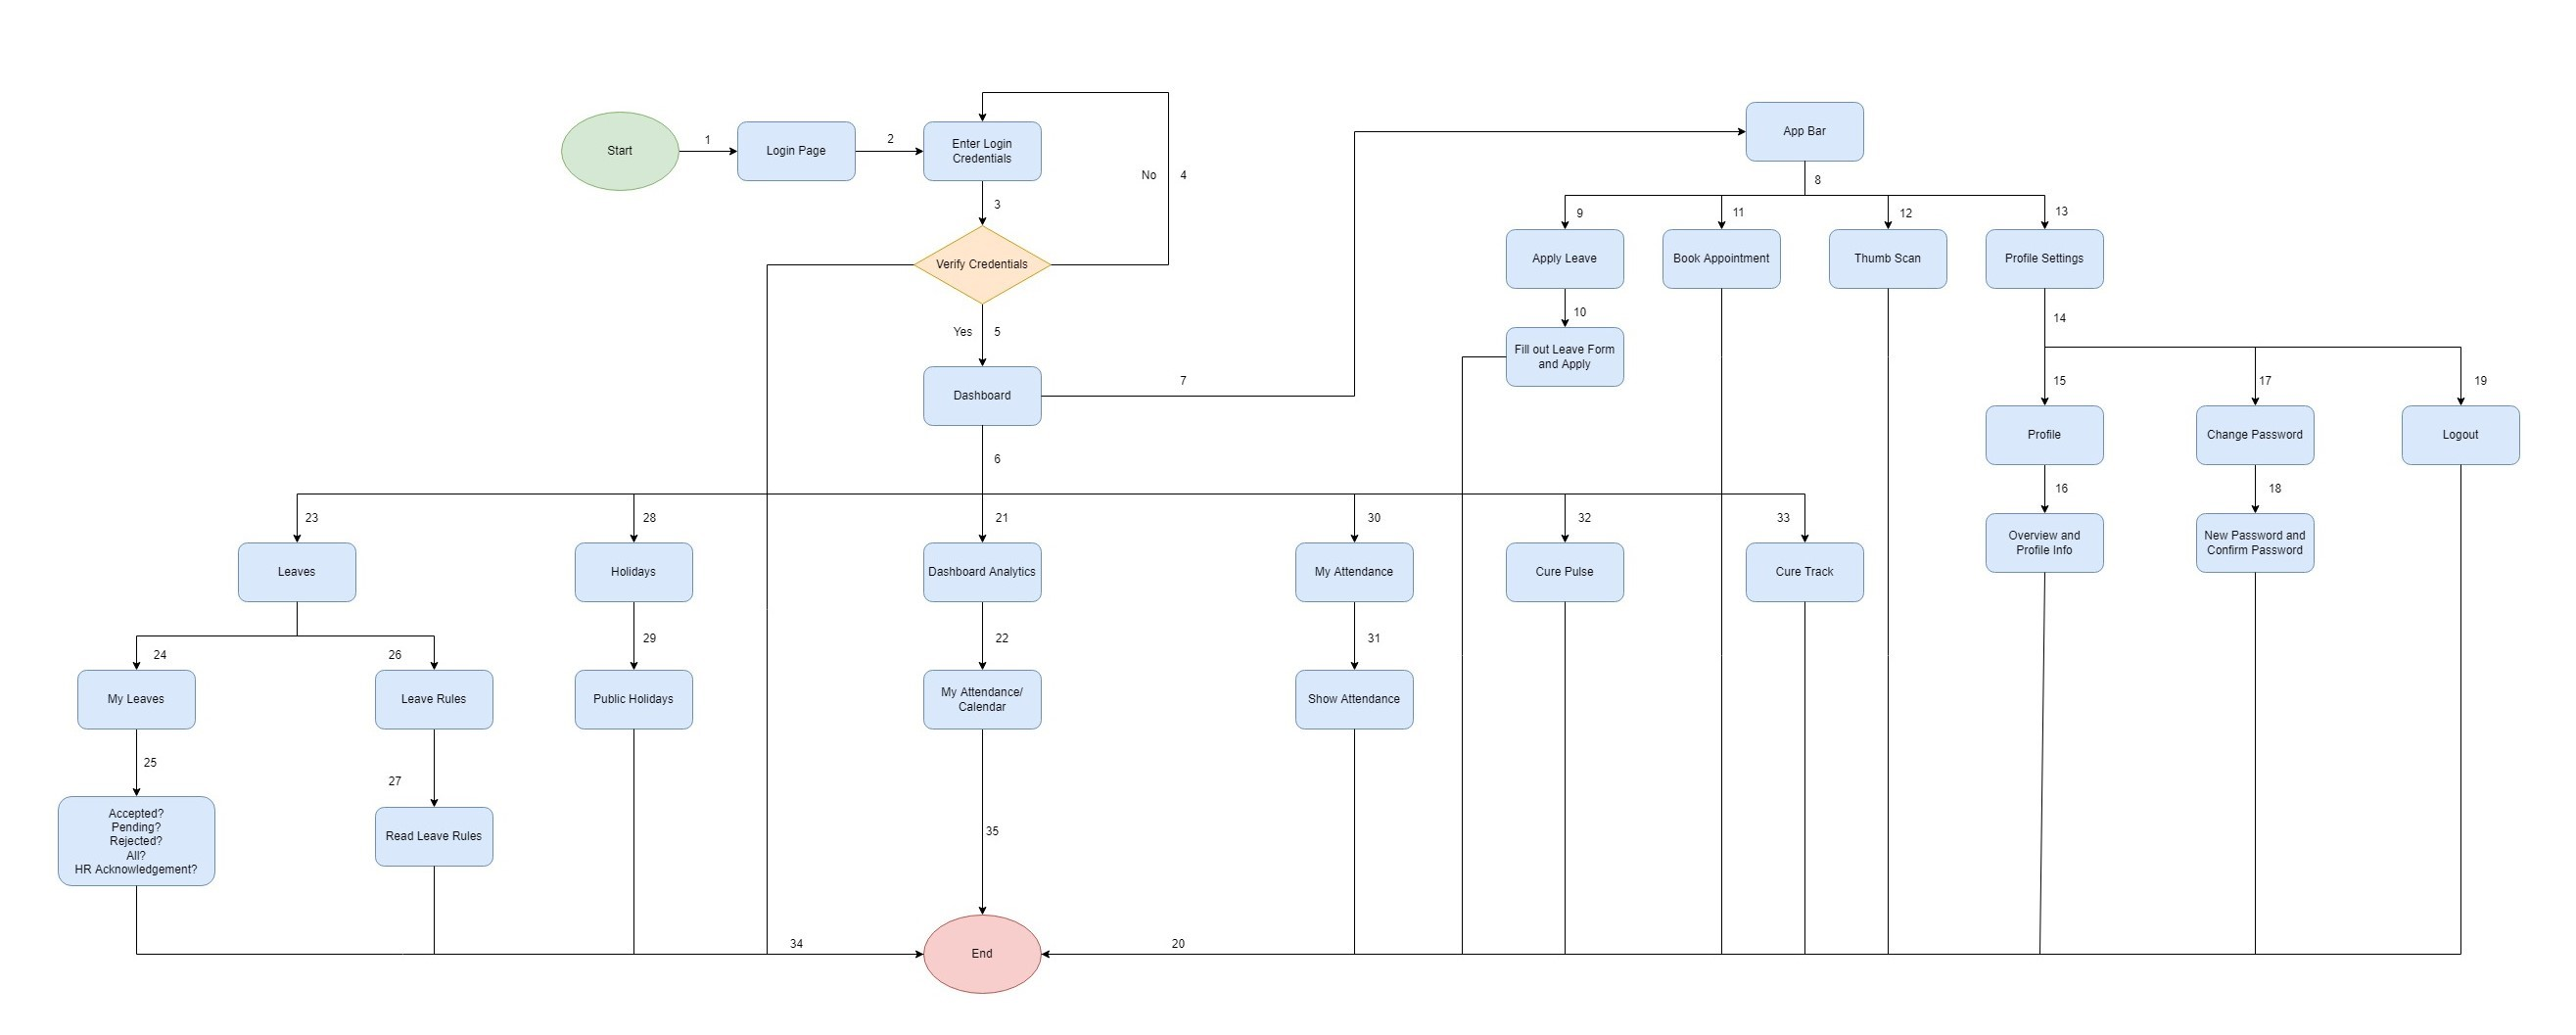 Start
1
Login Page
2
Enter Login
Credentials
3
No
4
Verify Credentials
Yes
5
Dashboard
7
6
App Bar
8
9
11
12
13
Apply Leave
Book Appointment
Thumb Scan
Profile Settings
10
14
Fill out Leave Form
and Apply
15
17
19
Profile
Change Password
Logout
16
18
Overview and
Profile Info
New Password and
Confirm Password
23
28
21
30
32
33
Leaves
Holidays
Dashboard Analytics
My Attendance
Cure Pulse
Cure Track
24
26
29
22
31
My Leaves
Leave Rules
Public Holidays
My Attendance/
Calendar
Show Attendance
25
27
Accepted?
Pending?
Rejected?
All?
HR Acknowledgement?
Read Leave Rules
35
34
End
20